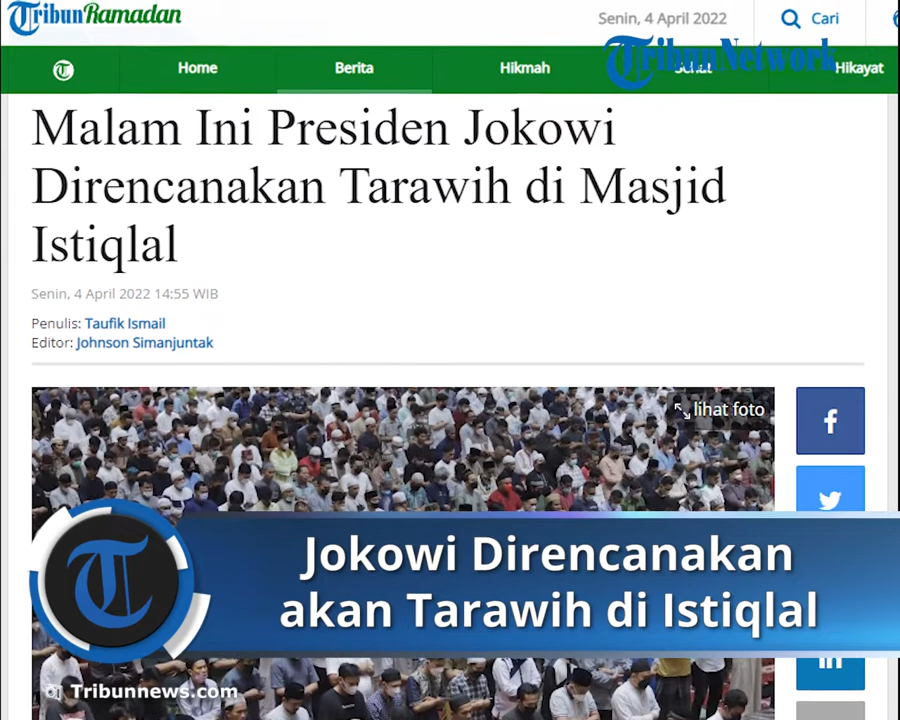 TribunRamadan
Senin, 4 April 2022
Cari
TribunNetwork
Home
Berita
Hikmah
Sehat
Hikayat
Malam Ini Presiden Jokowi
Direncanakan Tarawih di Masjid
Istiqlal
Senin, 4 April 2022 14:55 WIB
Penulis: Taufik Ismail
Editor: Johnson Simanjuntak
lihat foto
Jokowi Direncanakan
akan Tarawih di Istiqlal
Tribunnews.com